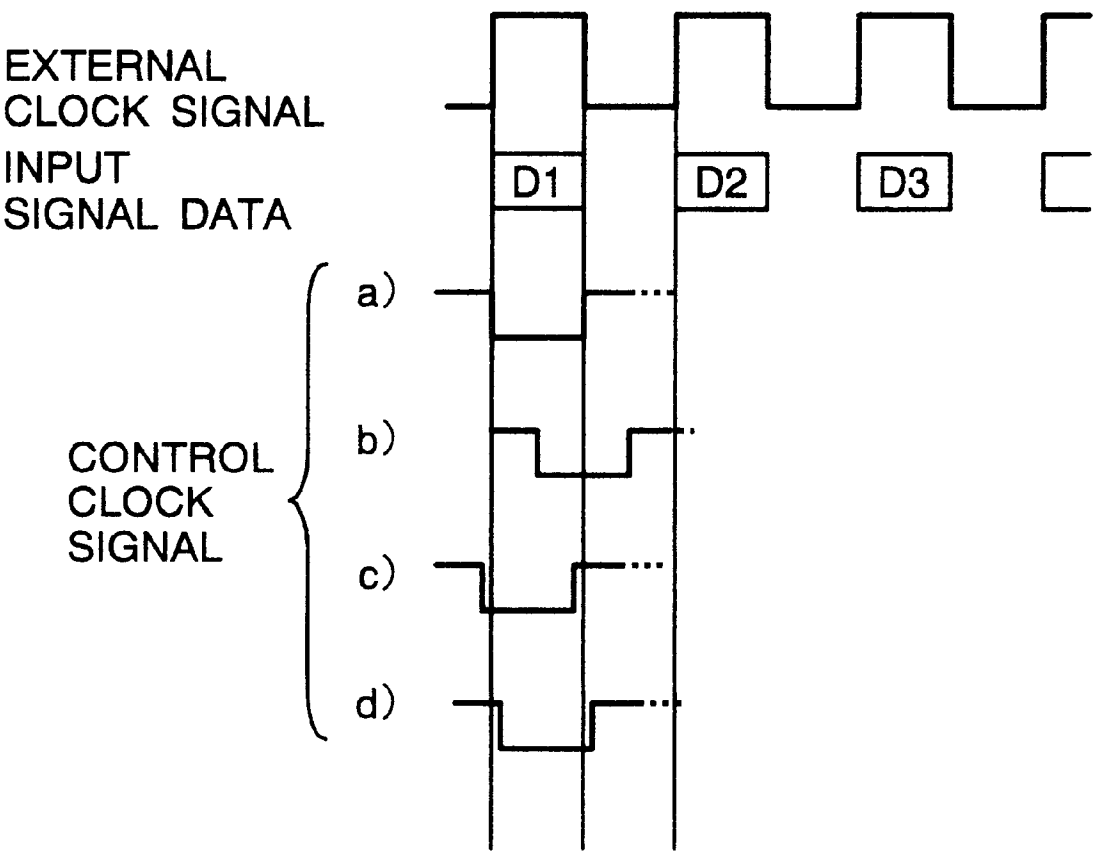 EXTERNAL
CLOCK SIGNAL
INPUT
SIGNAL DATA
D1
D2
D3
a)
b)
c)
d)
CONTROL
CLOCK
SIGNAL